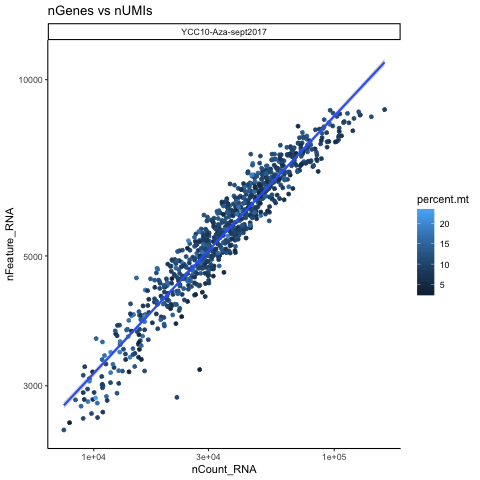 nGenes vs nUMIs
YCC10-Aza-sept2017
10000
5000
3000
nFeature_RNA
1e+04
3e+04
1e+05
nCount_RNA
percent.mt
20
15
10
5